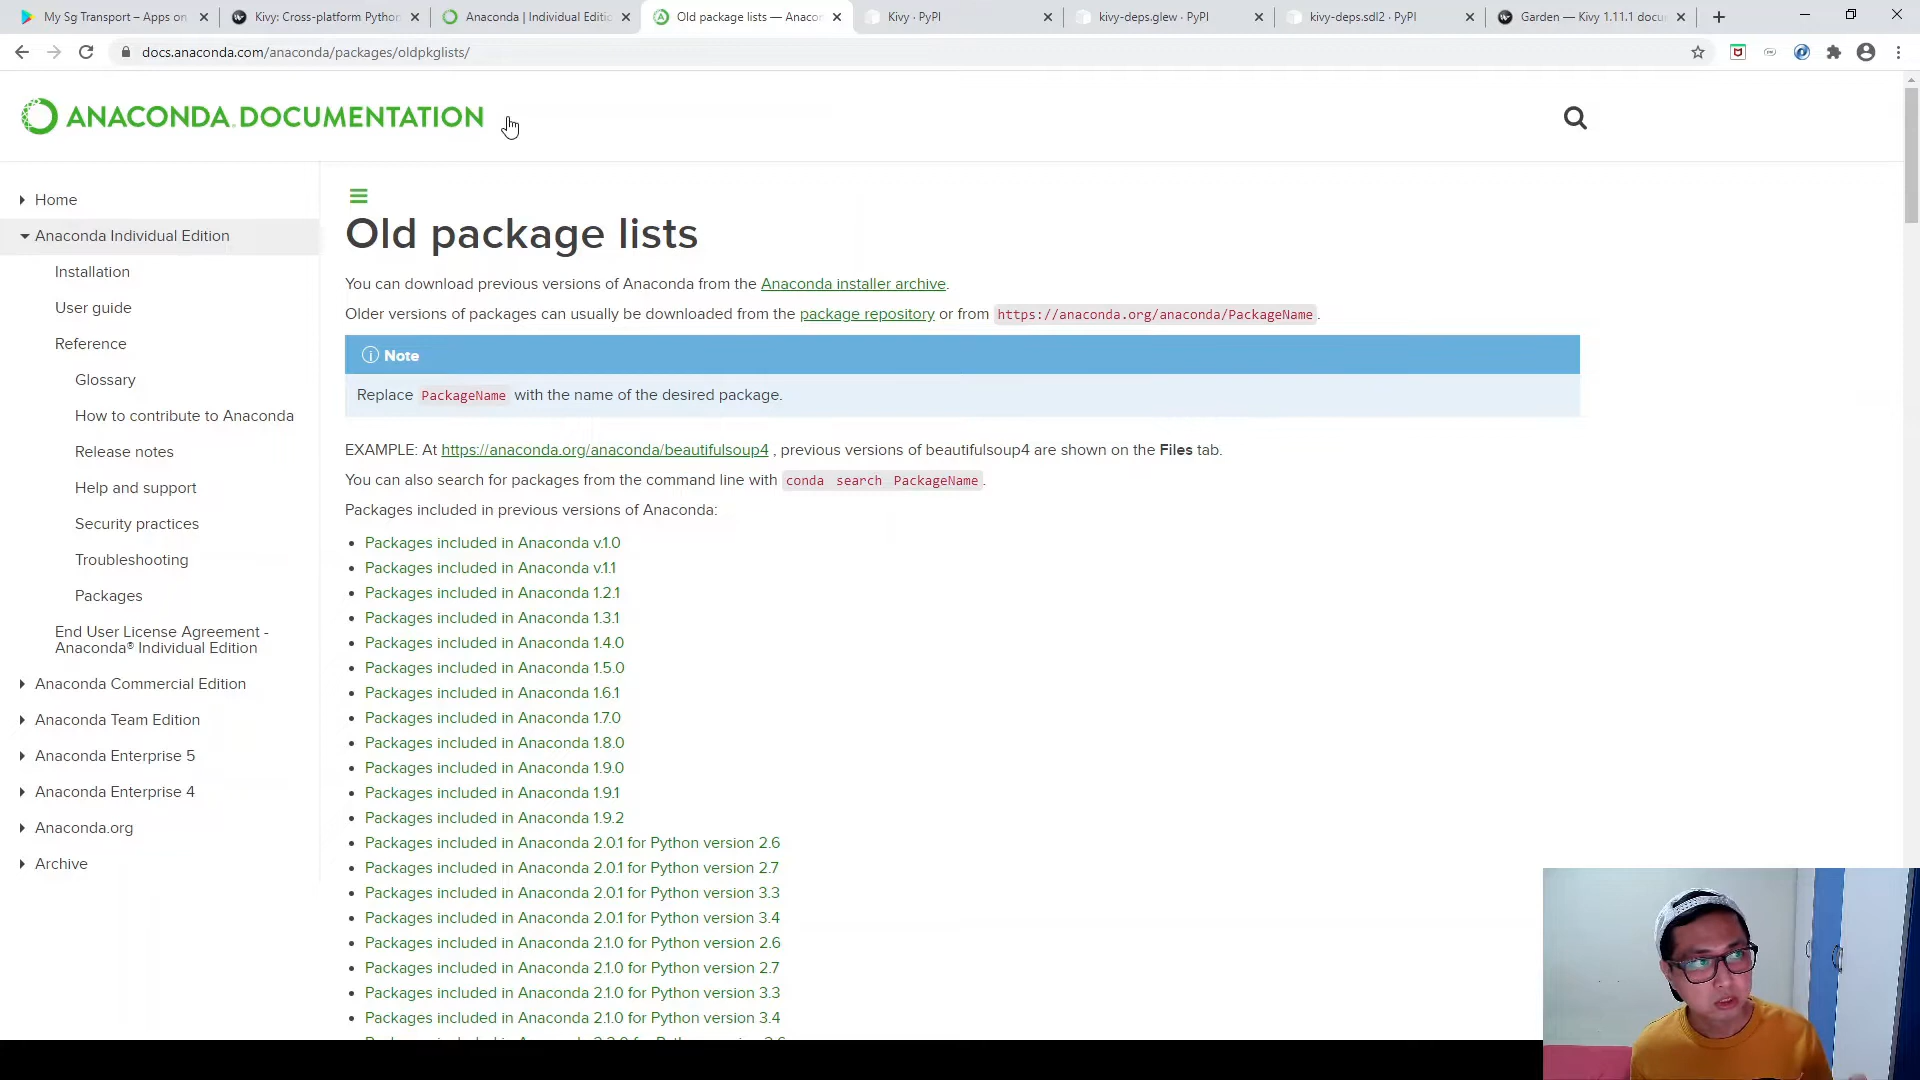 My Sg Transport – Apps on
Kivy: Cross-platform Python
Anaconda | Individual Editio
Old package lists — Anacon
Kivy · PyPI
kivy-deps.glew · PyPI
kivy-deps.sdl2 · PyPI
Garden — Kivy 1.11.1 docu
docs.anaconda.com/anaconda/packages/oldpkglists/
ANACONDA.DOCUMENTATION
Home
Anaconda Individual Edition
Installation
User guide
Reference
Glossary
How to contribute to Anaconda
Release notes
Help and support
Security practices
Troubleshooting
Packages
End User License Agreement -
Anaconda® Individual Edition
Anaconda Commercial Edition
Anaconda Team Edition
Anaconda Enterprise 5
Anaconda Enterprise 4
Anaconda.org
Archive
Old package lists
You can download previous versions of Anaconda from the Anaconda installer archive.
Older versions of packages can usually be downloaded from the package repository or from https://anaconda.org/anaconda/PackageName.
Note
Replace PackageName with the name of the desired package.
EXAMPLE: At https://anaconda.org/anaconda/beautifulsoup4 , previous versions of beautifulsoup4 are shown on the Files tab.
You can also search for packages from the command line with conda search PackageName.
Packages included in previous versions of Anaconda:
Packages included in Anaconda v.1.0
Packages included in Anaconda v.1.1
Packages included in Anaconda 1.2.1
Packages included in Anaconda 1.3.1
Packages included in Anaconda 1.4.0
Packages included in Anaconda 1.5.0
Packages included in Anaconda 1.6.1
Packages included in Anaconda 1.7.0
Packages included in Anaconda 1.8.0
Packages included in Anaconda 1.9.0
Packages included in Anaconda 1.9.1
Packages included in Anaconda 1.9.2
Packages included in Anaconda 2.0.1 for Python version 2.6
Packages included in Anaconda 2.0.1 for Python version 2.7
Packages included in Anaconda 2.0.1 for Python version 3.3
Packages included in Anaconda 2.0.1 for Python version 3.4
Packages included in Anaconda 2.1.0 for Python version 2.6
Packages included in Anaconda 2.1.0 for Python version 2.7
Packages included in Anaconda 2.1.0 for Python version 3.3
Packages included in Anaconda 2.1.0 for Python version 3.4